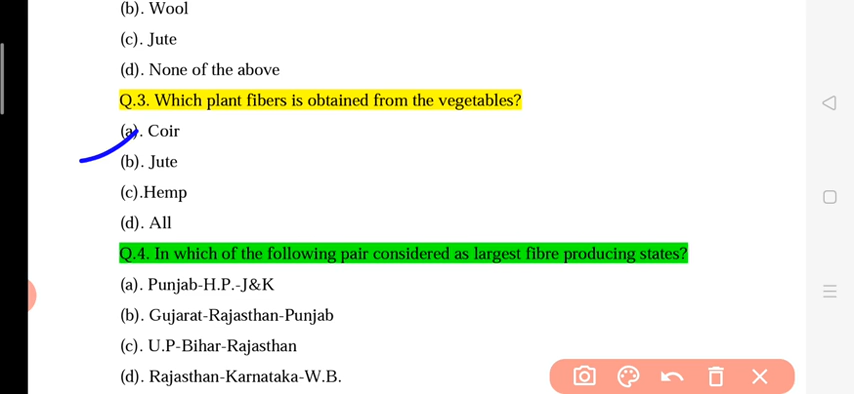 (b). Wool
(c). Jute
(d). None of the above
Q.3. Which plant fibers is obtained from the vegetables?
(a). Coir
(b). Jute
(c).Hemp
(d). All
Q.4. In which of the following pair considered as largest fibre producing states?
(a). Punjab-H.P.-J&K
(b). Gujarat-Rajasthan-Punjab
(c). U.P-Bihar-Rajasthan
(d). Rajasthan-Karnataka-W.B.